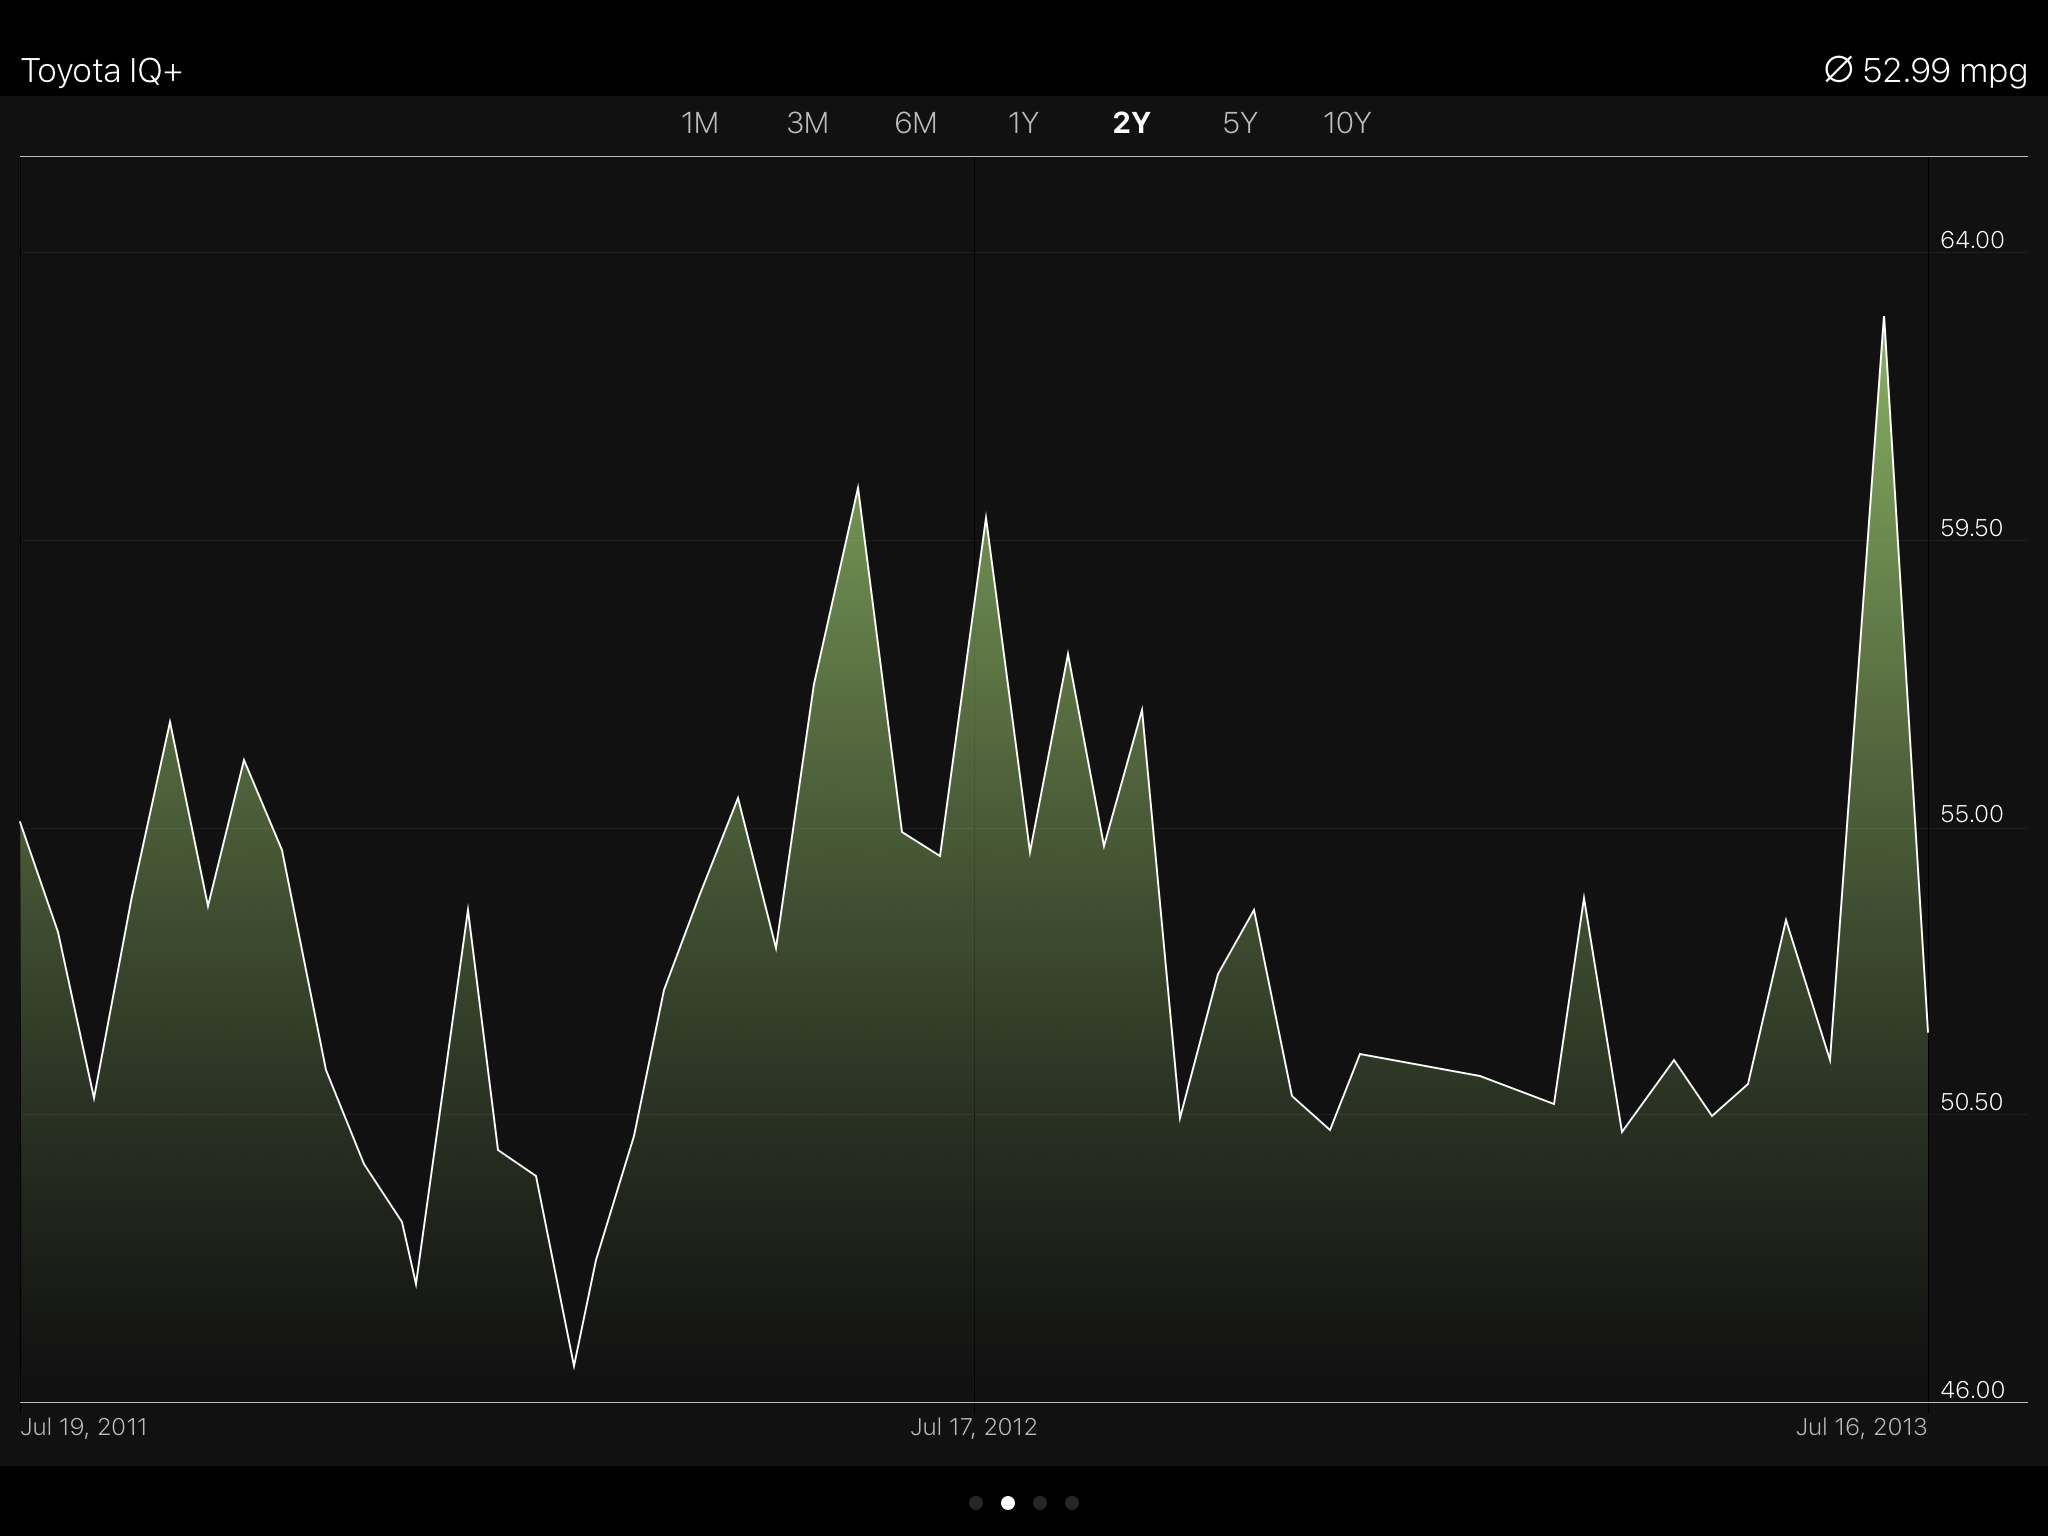 Toyota IQ+
Ø 52.99 mpg
1M 3M 6M 1Y 2Y 5Y 10Y
64.00
59.50
55.00
50.50
46.00
Jul 19, 2011 Jul 17, 2012 Jul 16, 2013